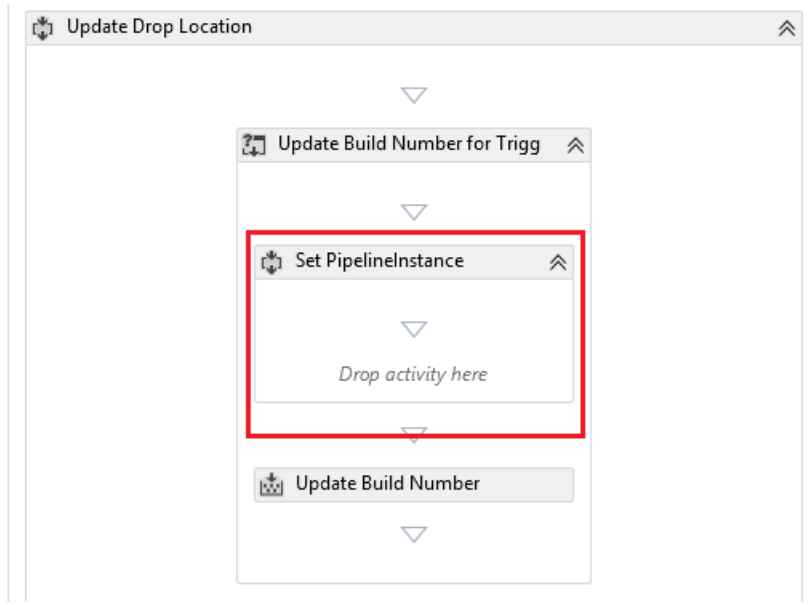 Update Drop Location
Update Build Number for Trigg
Set PipelineInstance
Drop activity here
Update Build Number